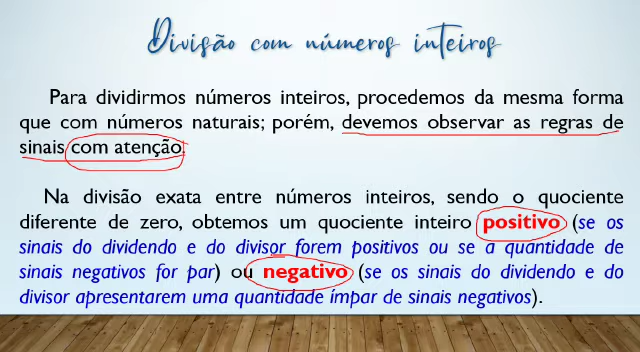 Divisão com números inteiros
Para dividirmos números inteiros, procedemos da mesma forma
que com números naturais; porém, devemos observar as regras de
sinais com atenção.
Na divisão exata entre números inteiros, sendo o quociente
diferente de zero, obtemos um quociente inteiro positivo (se os
sinais do dividendo e do divisor forem positivos ou se a quantidade de
sinais negativos for par) ou negativo (se os sinais do dividendo e do
divisor apresentarem uma quantidade ímpar de sinais negativos).